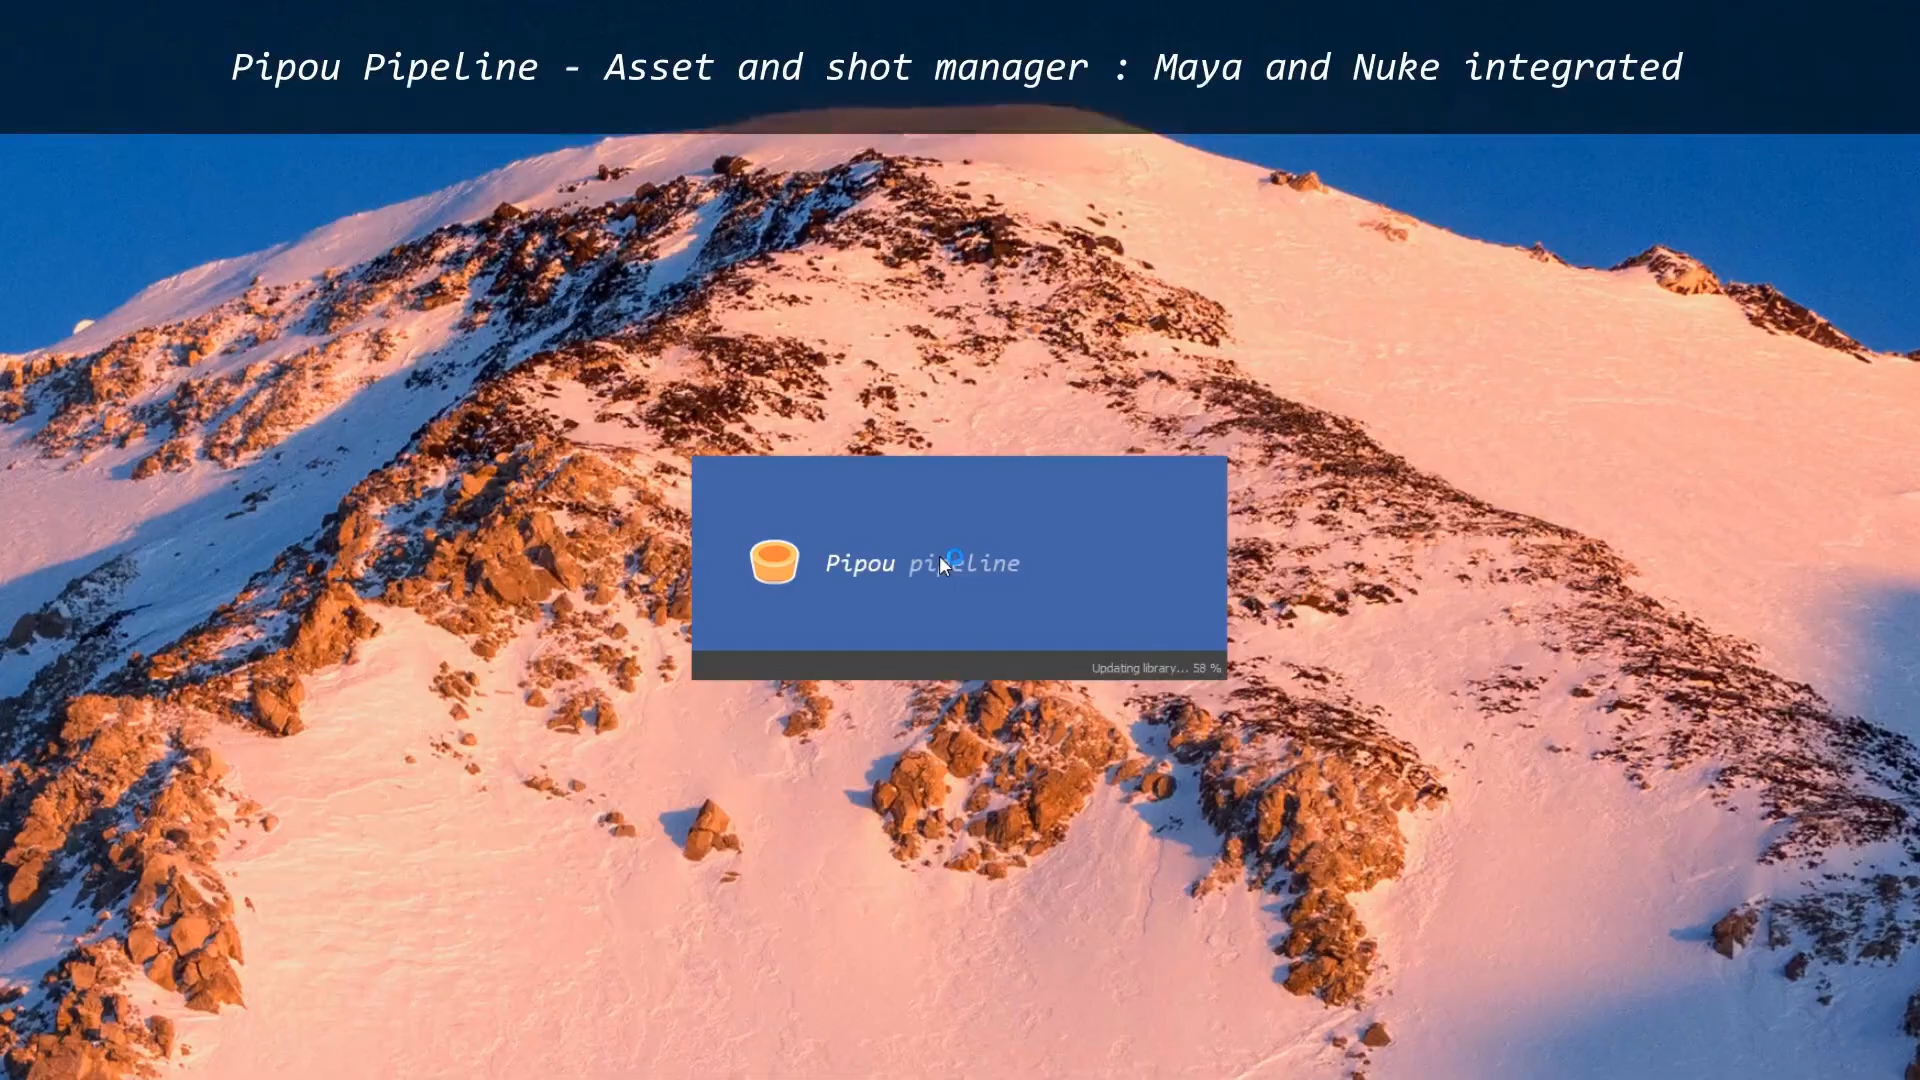 Pipou Pipeline - Asset and shot manager : Maya and Nuke integrated
Pipou pipeline
Updating library... 58 %